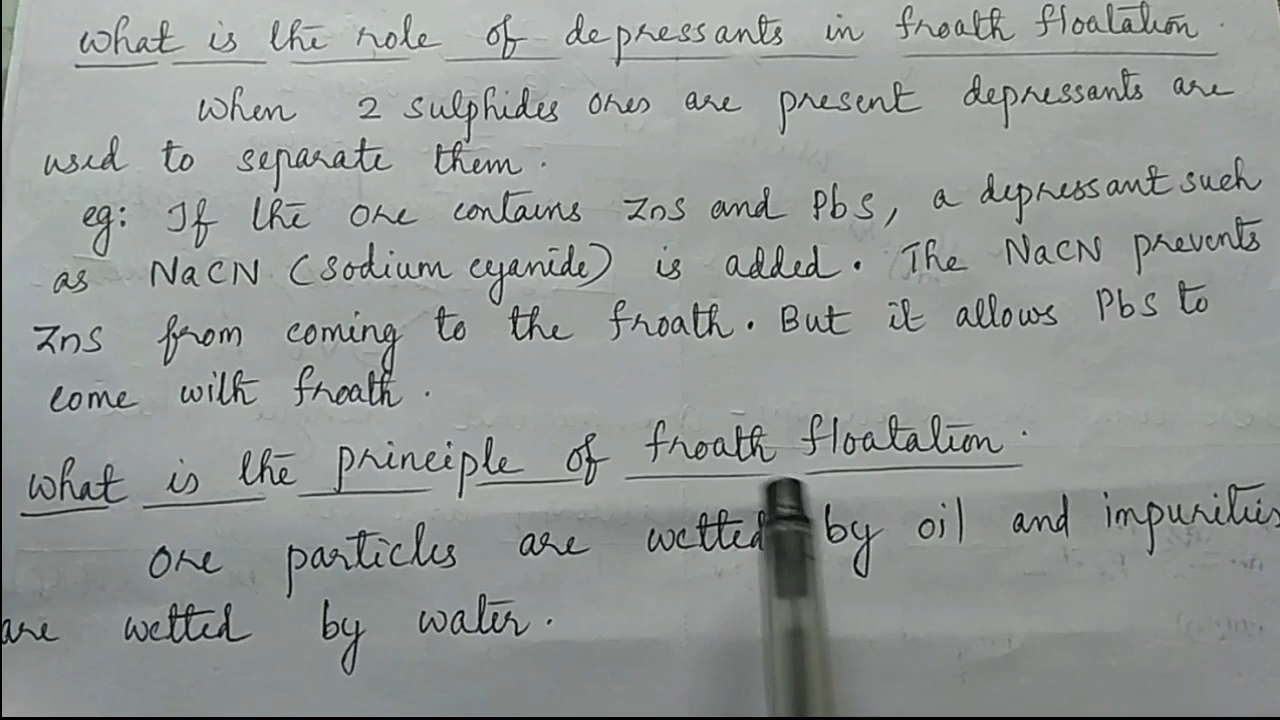 What is the role of depressants in froath floatation.
When 2 sulphides ores are present depressants are
used to separate them.
eg: If the ore contains ZnS and PbS, a depressant such
as NaCN (sodium cyanide) is added. The NaCN prevents
ZnS from coming to the froath. But it allows PbS to
come with froath.
What is the principle of froath floatation.
Ore particles are wetted by oil and impurities
are wetted by water.